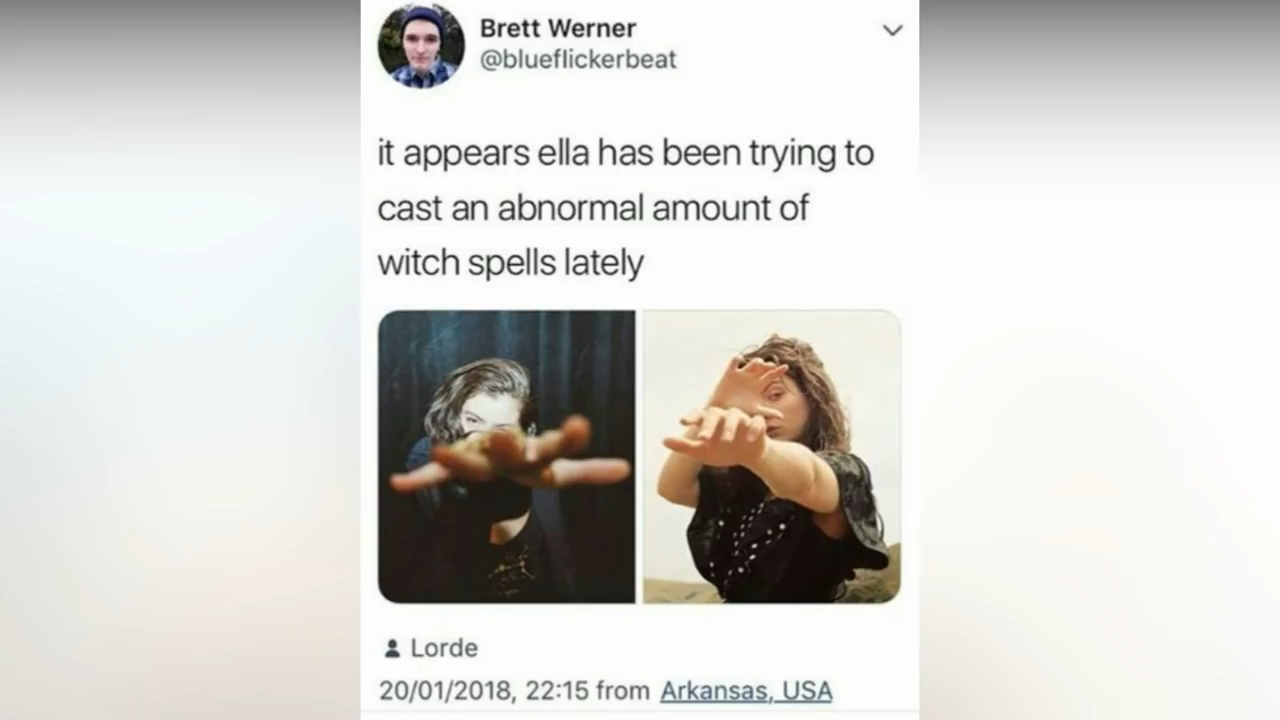 Brett Werner
@blueflickerbeat
it appears ella has been trying to
cast an abnormal amount of
witch spells lately
Lorde
20/01/2018, 22:15 from Arkansas, USA